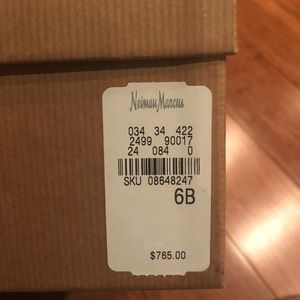 Neiman Marcus
034 34 422
2499 90017
24 084 0
SKU 08648247
6B
$765.00